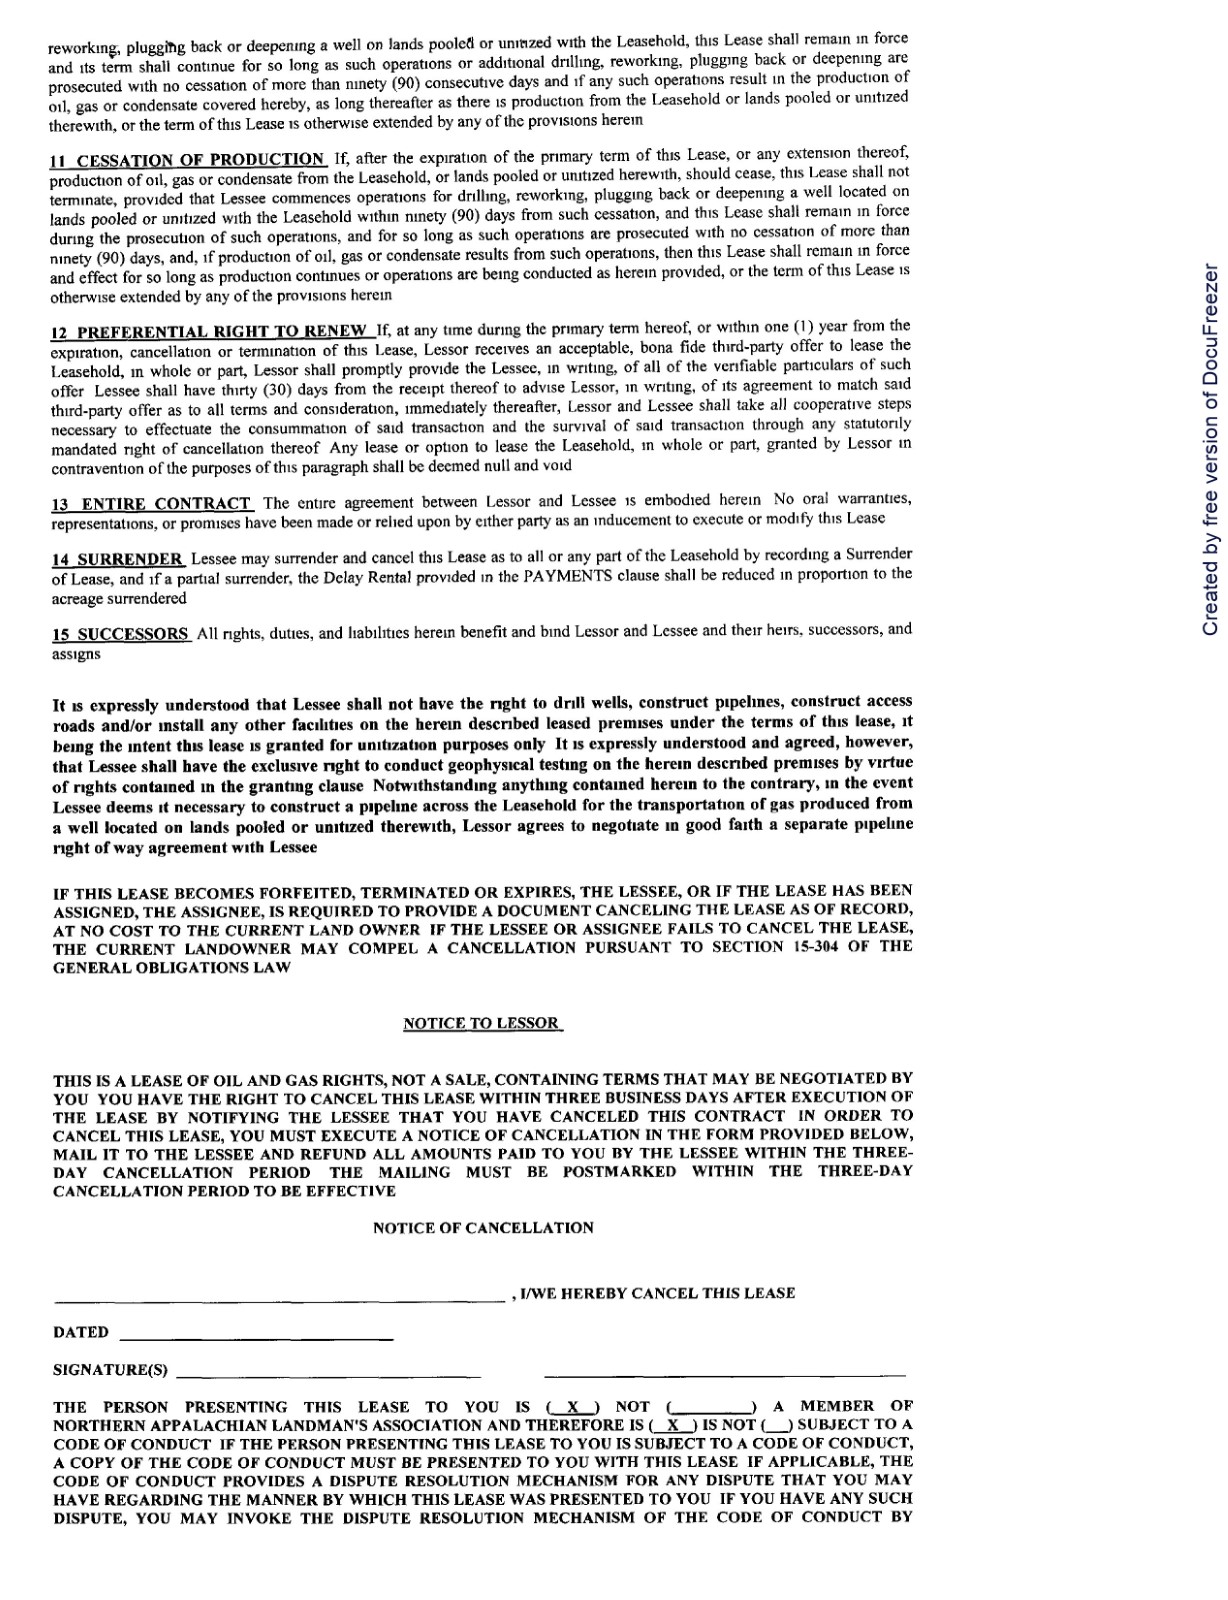 reworking, plugging back or deepening a well on lands pooled or unitized with the Leasehold, this Lease shall remain in force
and its term shall continue for so long as such operations or additional drilling, reworking, plugging back or deepening are
prosecuted with no cessation of more than ninety (90) consecutive days and if any such operations result in the production of
oil, gas or condensate covered hereby, as long thereafter as there is production from the Leasehold or lands pooled or unitized
therewith, or the term of this Lease is otherwise extended by any of the provisions herein
11 CESSATION OF PRODUCTION If, after the expiration of the primary term of this Lease, or any extension thereof,
production of oil, gas or condensate from the Leasehold, or lands pooled or unitized herewith, should cease, this Lease shall not
terminate, provided that Lessee commences operations for drilling, reworking, plugging back or deepening a well located on
lands pooled or unitized with the Leasehold within ninety (90) days from such cessation, and this Lease shall remain in force
during the prosecution of such operations, and for so long as such operations are prosecuted with no cessation of more than
ninety (90) days, and, if production of oil, gas or condensate results from such operations, then this Lease shall remain in force
and effect for so long as production continues or operations are being conducted as herein provided, or the term of this Lease is
otherwise extended by any of the provisions herein
12 PREFERENTIAL RIGHT TO RENEW If, at any time during the primary term hereof, or within one (1) year from the
expiration, cancellation or termination of this Lease, Lessor receives an acceptable, bona fide third-party offer to lease the
Leasehold, in whole or part, Lessor shall promptly provide the Lessee, in writing, of all of the verifiable particulars of such
offer Lessee shall have thirty (30) days from the receipt thereof to advise Lessor, in writing, of its agreement to match said
third-party offer as to all terms and consideration, immediately thereafter, Lessor and Lessee shall take all cooperative steps
necessary to effectuate the consummation of said transaction and the survival of said transaction through any statutorily
mandated right of cancellation thereof Any lease or option to lease the Leasehold, in whole or part, granted by Lessor in
contravention of the purposes of this paragraph shall be deemed null and void
13 ENTIRE CONTRACT The entire agreement between Lessor and Lessee is embodied herein No oral warranties,
representations, or promises have been made or relied upon by either party as an inducement to execute or modify this Lease
14 SURRENDER Lessee may surrender and cancel this Lease as to all or any part of the Leasehold by recording a Surrender
of Lease, and if a partial surrender, the Delay Rental provided in the PAYMENTS clause shall be reduced in proportion to the
acreage surrendered
15 SUCCESSORS All rights, duties, and liabilities herein benefit and bind Lessor and Lessee and their heirs, successors, and
assigns
It is expressly understood that Lessee shall not have the right to drill wells, construct pipelines, construct access
roads and/or install any other facilities on the herein described leased premises under the terms of this lease, it
being the intent this lease is granted for unitization purposes only It is expressly understood and agreed, however,
that Lessee shall have the exclusive right to conduct geophysical testing on the herein described premises by virtue
of rights contained in the granting clause Notwithstanding anything contained herein to the contrary, in the event
Lessee deems it necessary to construct a pipeline across the Leasehold for the transportation of gas produced from
a well located on lands pooled or unitized therewith, Lessor agrees to negotiate in good faith a separate pipeline
right of way agreement with Lessee
IF THIS LEASE BECOMES FORFEITED, TERMINATED OR EXPIRES, THE LESSEE, OR IF THE LEASE HAS BEEN
ASSIGNED, THE ASSIGNEE, IS REQUIRED TO PROVIDE A DOCUMENT CANCELING THE LEASE AS OF RECORD,
AT NO COST TO THE CURRENT LAND OWNER IF THE LESSEE OR ASSIGNEE FAILS TO CANCEL THE LEASE,
THE CURRENT LANDOWNER MAY COMPEL A CANCELLATION PURSUANT TO SECTION 15-304 OF THE
GENERAL OBLIGATIONS LAW
NOTICE TO LESSOR
THIS IS A LEASE OF OIL AND GAS RIGHTS, NOT A SALE, CONTAINING TERMS THAT MAY BE NEGOTIATED BY
YOU YOU HAVE THE RIGHT TO CANCEL THIS LEASE WITHIN THREE BUSINESS DAYS AFTER EXECUTION OF
THE LEASE BY NOTIFYING THE LESSEE THAT YOU HAVE CANCELED THIS CONTRACT IN ORDER TO
CANCEL THIS LEASE, YOU MUST EXECUTE A NOTICE OF CANCELLATION IN THE FORM PROVIDED BELOW,
MAIL IT TO THE LESSEE AND REFUND ALL AMOUNTS PAID TO YOU BY THE LESSEE WITHIN THE THREE-
DAY CANCELLATION PERIOD THE MAILING MUST BE POSTMARKED WITHIN THE THREE-DAY
CANCELLATION PERIOD TO BE EFFECTIVE
NOTICE OF CANCELLATION
____________________ , I/WE HEREBY CANCEL THIS LEASE
DATED ____________________
SIGNATURE(S) ____________________ ____________________
THE PERSON PRESENTING THIS LEASE TO YOU IS ( X ) NOT (________) A MEMBER OF
NORTHERN APPALACHIAN LANDMAN'S ASSOCIATION AND THEREFORE IS ( X ) IS NOT (__) SUBJECT TO A
CODE OF CONDUCT IF THE PERSON PRESENTING THIS LEASE TO YOU IS SUBJECT TO A CODE OF CONDUCT,
A COPY OF THE CODE OF CONDUCT MUST BE PRESENTED TO YOU WITH THIS LEASE IF APPLICABLE, THE
CODE OF CONDUCT PROVIDES A DISPUTE RESOLUTION MECHANISM FOR ANY DISPUTE THAT YOU MAY
HAVE REGARDING THE MANNER BY WHICH THIS LEASE WAS PRESENTED TO YOU IF YOU HAVE ANY SUCH
DISPUTE, YOU MAY INVOKE THE DISPUTE RESOLUTION MECHANISM OF THE CODE OF CONDUCT BY
Created by free version of DocuFreezer